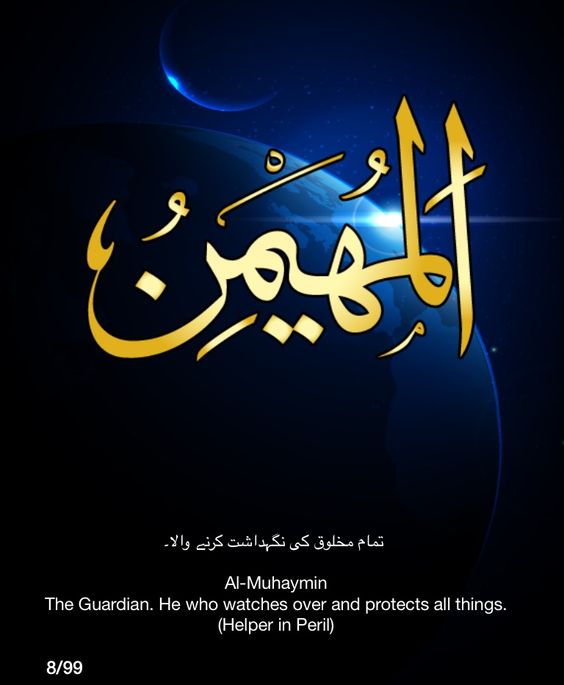 الْمُهَيْمِنُ
تمام مخلوق کی نگہداشت کرنے والا۔
Al-Muhaymin
The Guardian. He who watches over and protects all things.
(Helper in Peril)
8/99